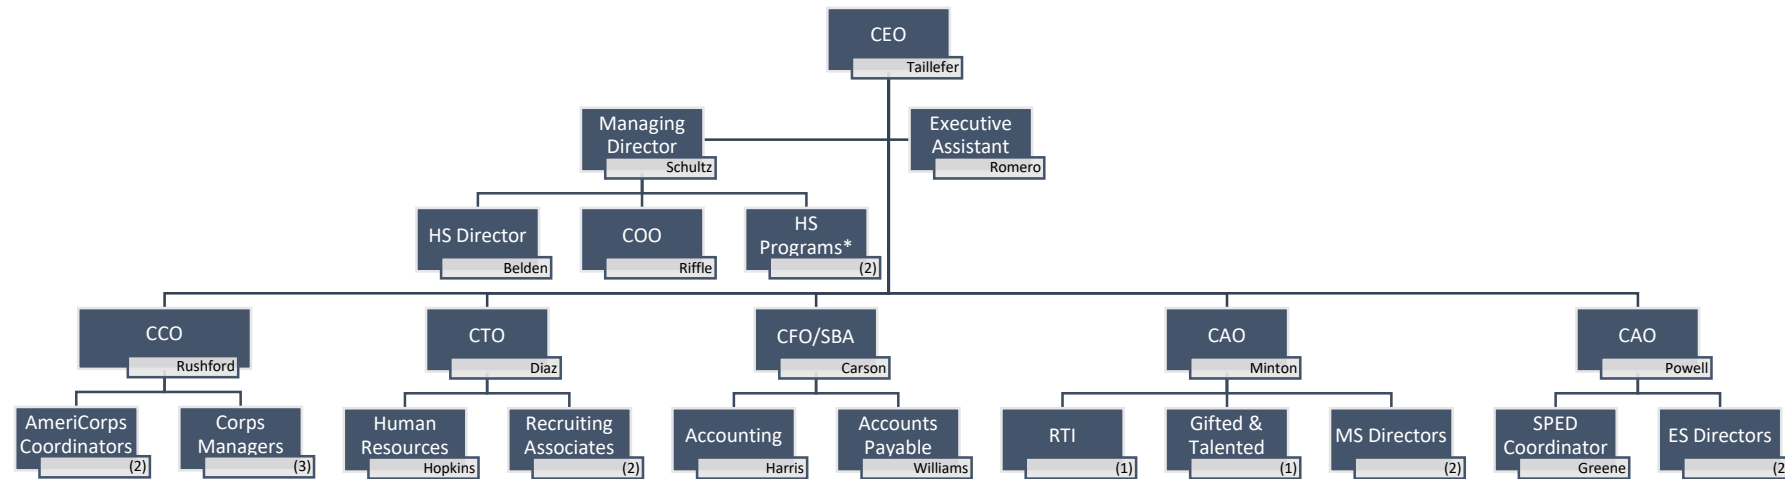 CEO
Taillefer
Managing
Director
Schultz
Executive
Assistant
Romero
HS Director
Belden
COO
Riffle
HS
Programs*
(2)
CCO
Rushford
CTO
Diaz
CFO/SBA
Carson
CAO
Minton
CAO
Powell
AmeriCorps
Coordinators
(2)
Corps
Managers
(3)
Human
Resources
Hopkins
Recruiting
Associates
(2)
Accounting
Harris
Accounts
Payable
Williams
RTI
(1)
Gifted &
Talented
(1)
MS Directors
(2)
SPED
Coordinator
Greene
ES Directors
(2